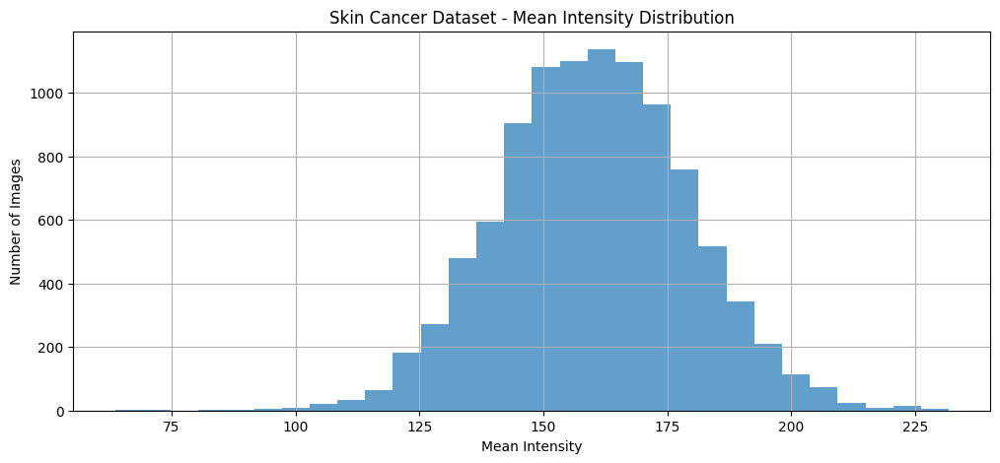 Skin Cancer Dataset - Mean Intensity Distribution
Number of Images
1000
800
600
400
200
0
75 100 125 150 175 200 225
Mean Intensity